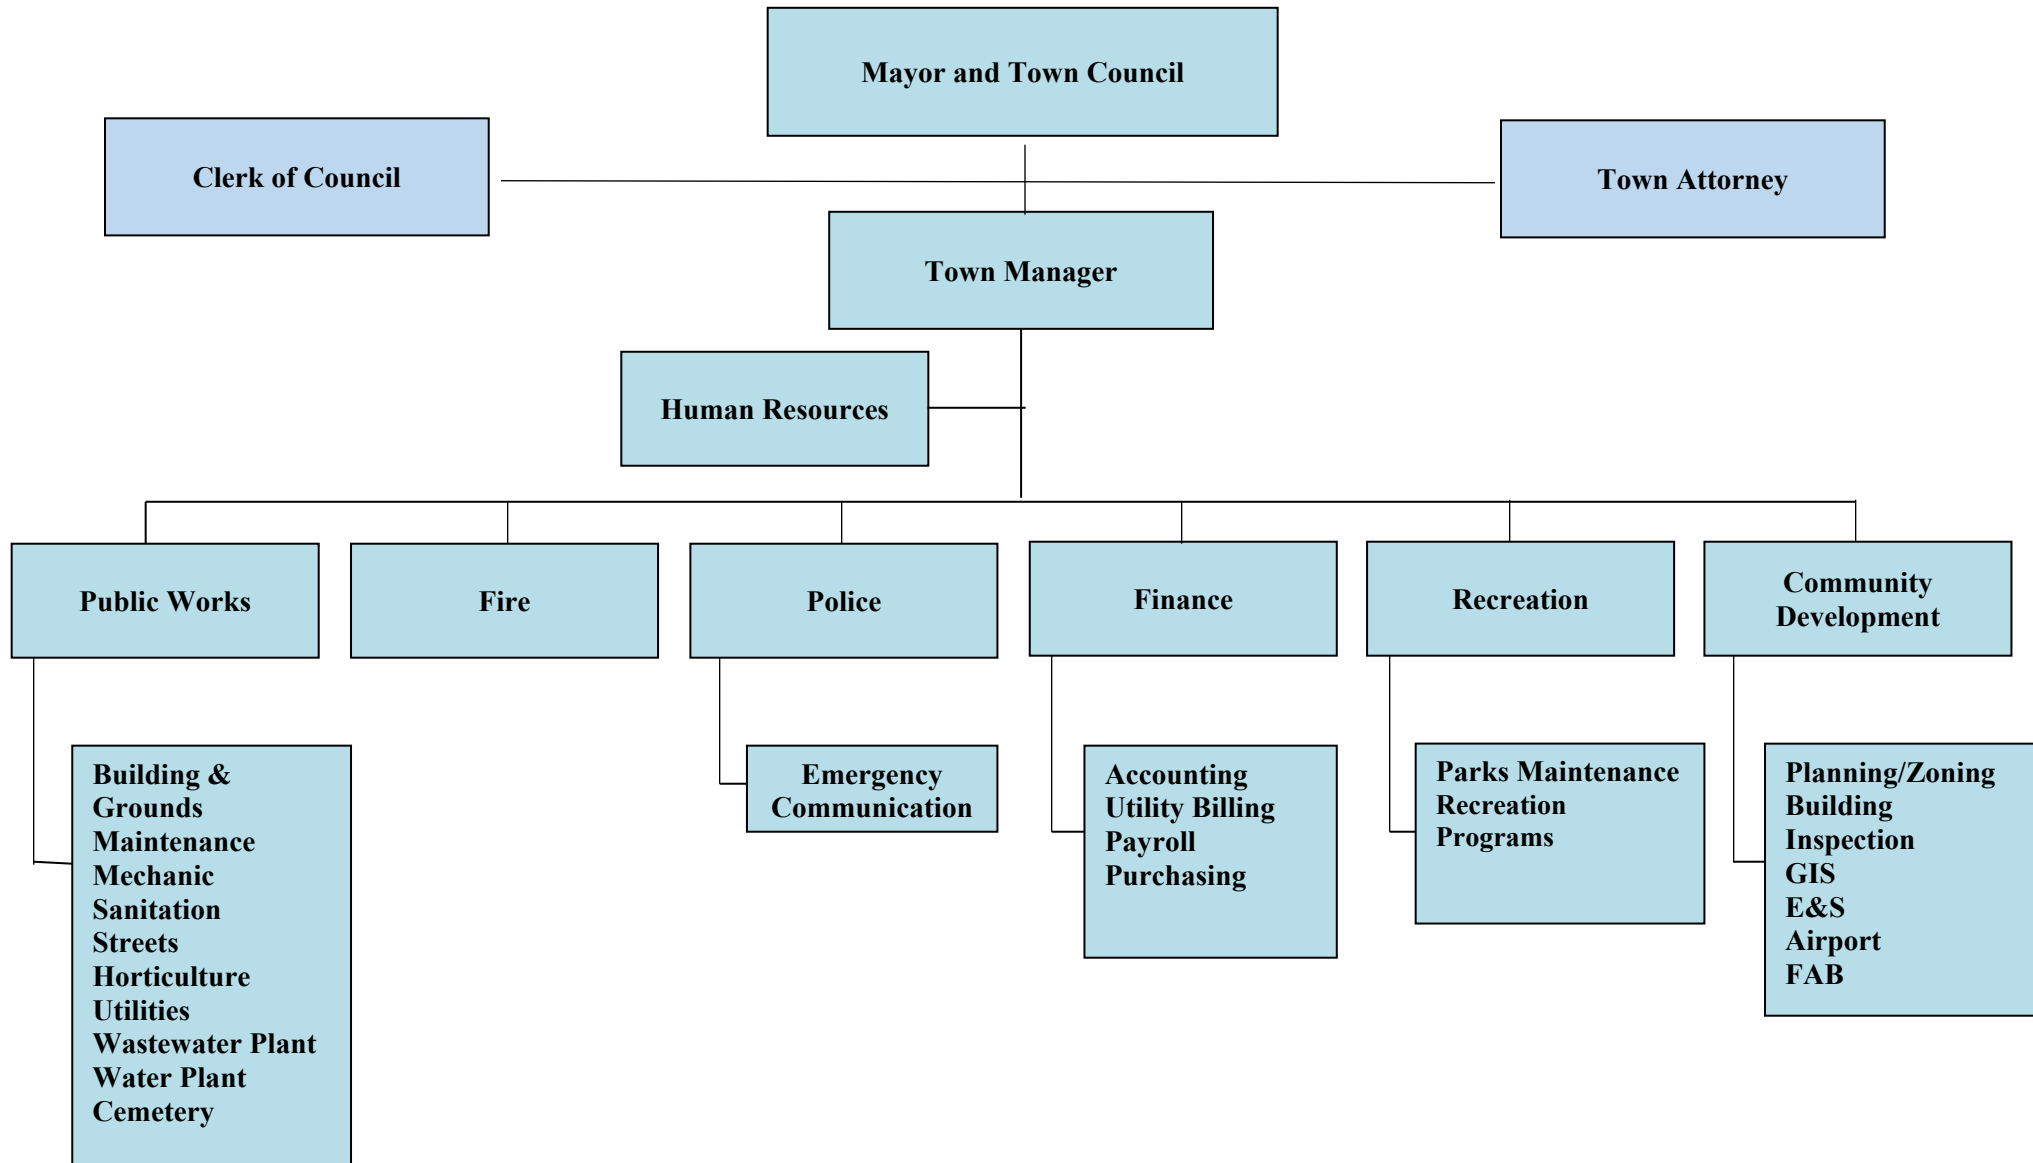 Mayor and Town Council
Clerk of Council
Town Attorney
Town Manager
Human Resources
Public Works
Fire
Police
Finance
Recreation
Community
Development
Building &
Grounds
Maintenance
Mechanic
Sanitation
Streets
Horticulture
Utilities
Wastewater Plant
Water Plant
Cemetery
Emergency
Communication
Accounting
Utility Billing
Payroll
Purchasing
Parks Maintenance
Recreation
Programs
Planning/Zoning
Building
Inspection
GIS
E&S
Airport
FAB